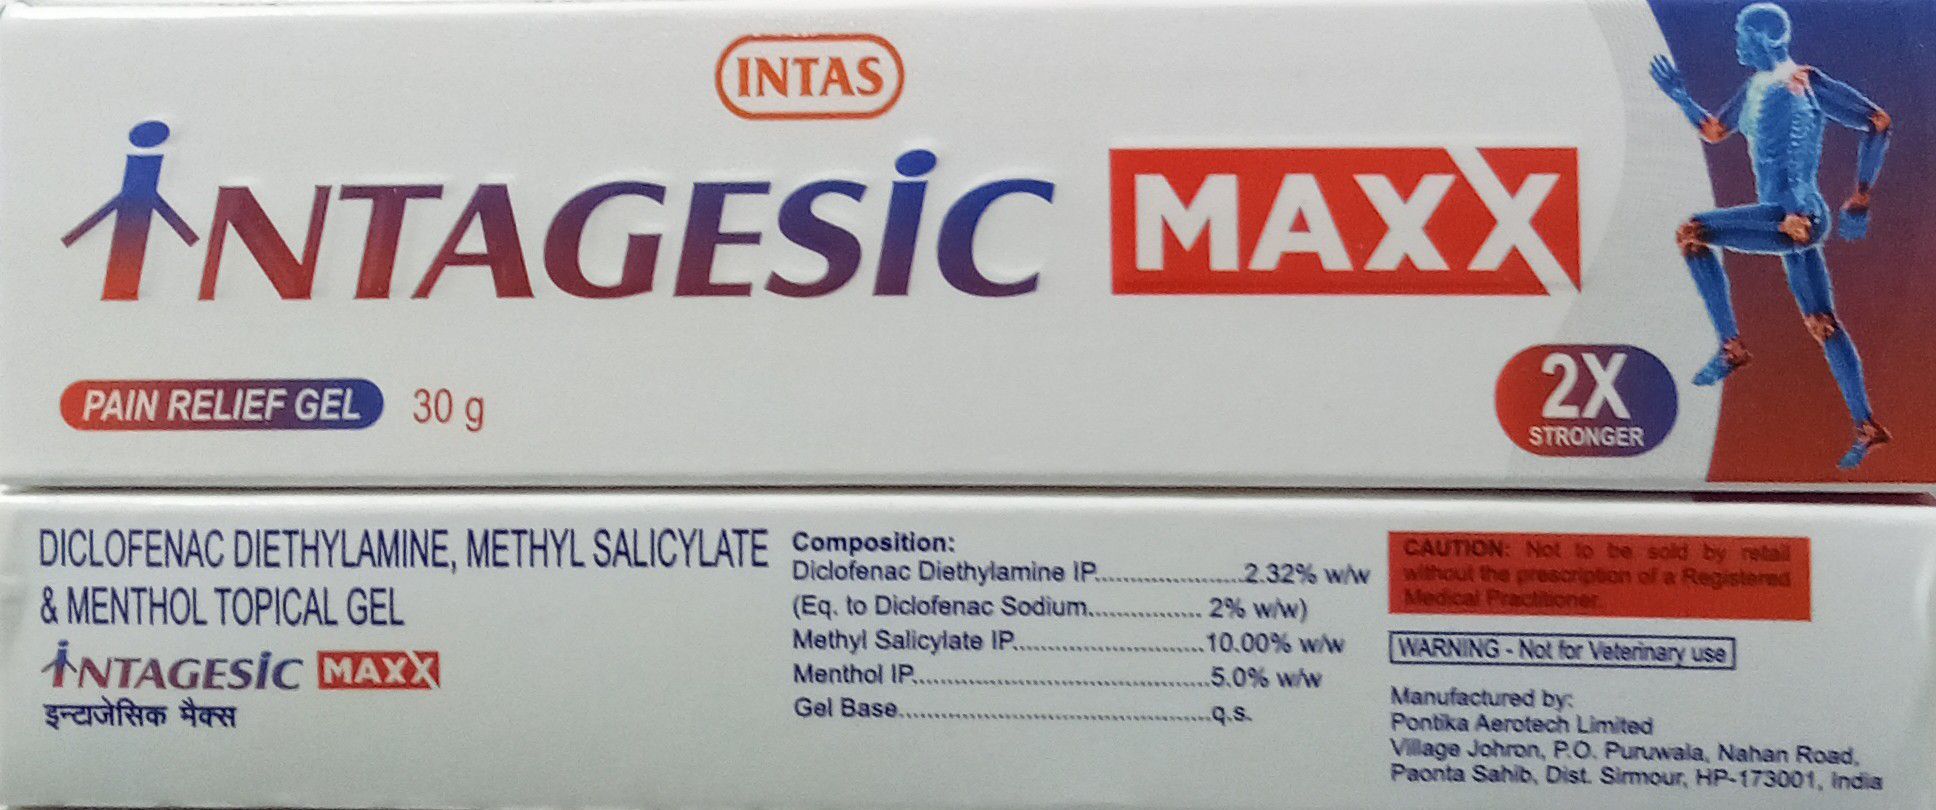 INTAS
INTAGESIC MAXX
PAIN RELIEF GEL 30 g
2X
STRONGER
DICLOFENAC DIETHYLAMINE, METHYL SALICYLATE
& MENTHOL TOPICAL GEL
INTAGESIC MAXX
इन्टाजेसिक मैक्स
Composition:
Diclofenac Diethylamine IP......................2.32% w/w
(Eq. to Diclofenac Sodium................. 2% w/w)
Methyl Salicylate IP............................10.00% w/w
Menthol IP............................................5.0% w/w
Gel Base..............................................q.s.
CAUTION: Not to be sold by retail
without the prescription of a Registered
Medical Practitioner.
WARNING - Not for Veterinary use
Manufactured by:
Pontika Aerotech Limited
Village Johron, P.O. Puruwala, Nahan Road,
Paonta Sahib, Dist. Sirmour, HP-173001, India